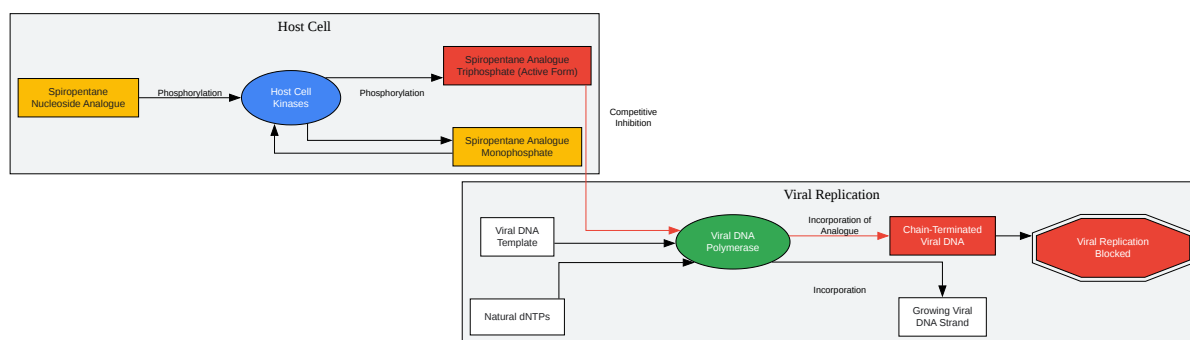 Host Cell
Spiropentane
Nucleoside Analogue
Phosphorylation
Host Cell
Kinases
Phosphorylation
Spiropentane Analogue
Triphosphate (Active Form)
Spiropentane Analogue
Monophosphate
Competitive
Inhibition
Viral Replication
Viral DNA
Template
Natural dNTPs
Viral DNA
Polymerase
Incorporation of
Analogue
Chain-Terminated
Viral DNA
Viral Replication
Blocked
Incorporation
Growing Viral
DNA Strand